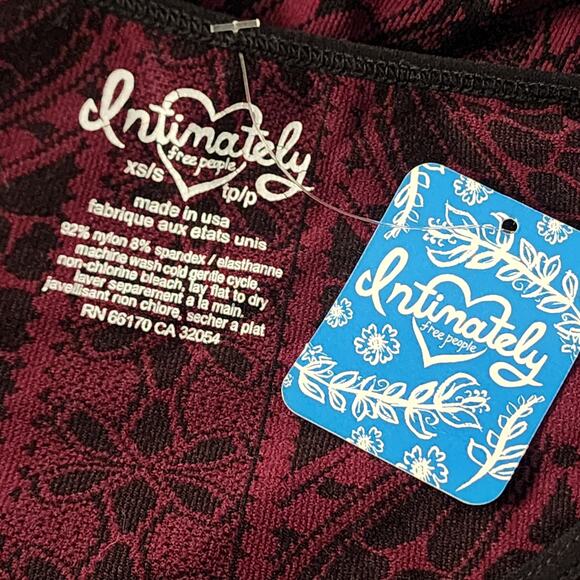 Intimately
free people
xs/s tp/p
made in usa
fabrique aux etats unis
92% nylon 8% spandex / elasthanne
machine wash cold gentle cycle,
non-chlorine bleach, lay flat to dry
laver separement a la main.
javellisant non chlore, secher a plat
RN 66170 CA 32054
Intimately
free people